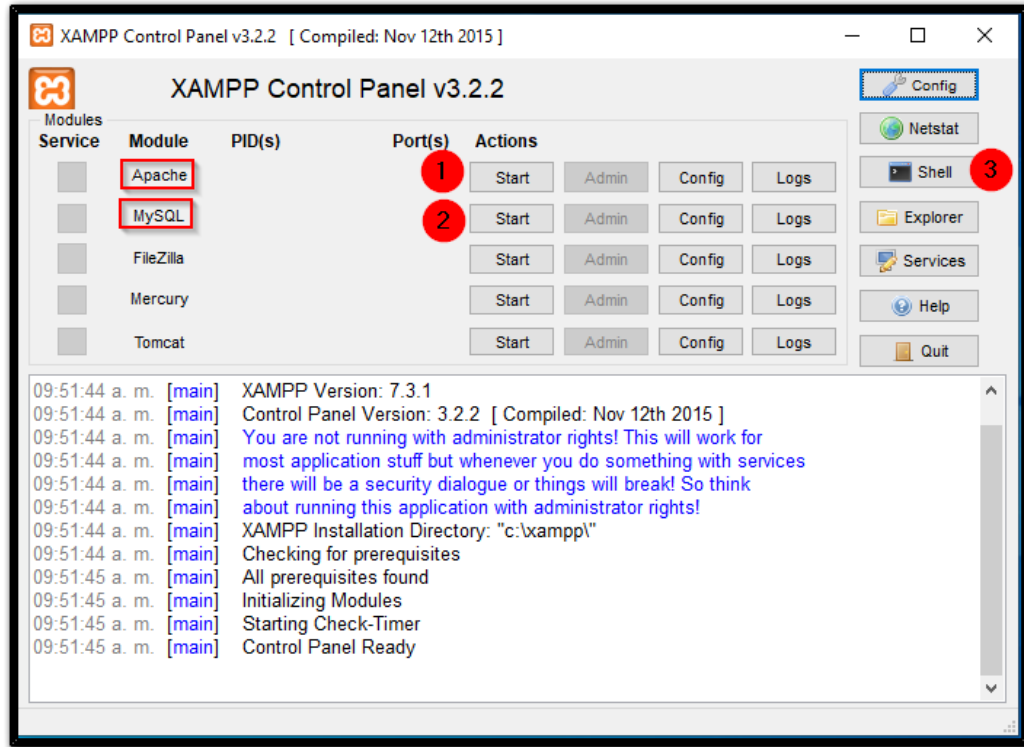 XAMPP Control Panel v3.2.2 [ Compiled: Nov 12th 2015 ]
XAMPP Control Panel v3.2.2
Config
Modules
Netstat
Service Module PID(s) Port(s) Actions
Apache 1 Start Admin Config Logs
Shell 3
MySQL 2 Start Admin Config Logs
Explorer
FileZilla Start Admin Config Logs
Services
Mercury Start Admin Config Logs
Help
Tomcat Start Admin Config Logs
Quit
09:51:44 a. m. [main] XAMPP Version: 7.3.1
09:51:44 a. m. [main] Control Panel Version: 3.2.2 [ Compiled: Nov 12th 2015 ]
09:51:44 a. m. [main] You are not running with administrator rights! This will work for
09:51:44 a. m. [main] most application stuff but whenever you do something with services
09:51:44 a. m. [main] there will be a security dialogue or things will break! So think
09:51:44 a. m. [main] about running this application with administrator rights!
09:51:44 a. m. [main] XAMPP Installation Directory: "c:\xampp\"
09:51:44 a. m. [main] Checking for prerequisites
09:51:45 a. m. [main] All prerequisites found
09:51:45 a. m. [main] Initializing Modules
09:51:45 a. m. [main] Starting Check-Timer
09:51:45 a. m. [main] Control Panel Ready